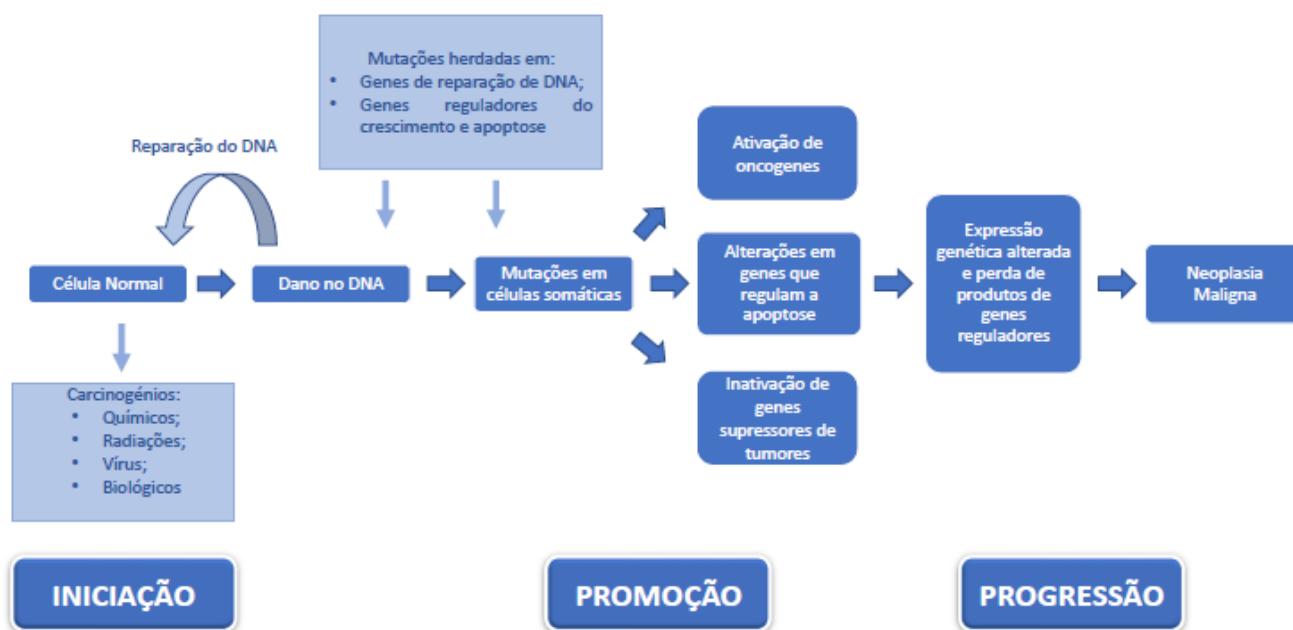 Mutações herdadas em:
• Genes de reparação de DNA;
• Genes reguladores do
crescimento e apoptose
Reparação do DNA
Célula Normal
Dano no DNA
Mutações em
células somáticas
Ativação de
oncogenes
Alterações em
genes que
regulam a
apoptose
Inativação de
genes
supressores de
tumores
Expressão
genética alterada
e perda de
produtos de
genes
reguladores
Neoplasia
Maligna
Carcinogénios:
• Químicos;
• Radiações;
• Vírus;
• Biológicos
INICIAÇÃO
PROMOÇÃO
PROGRESSÃO